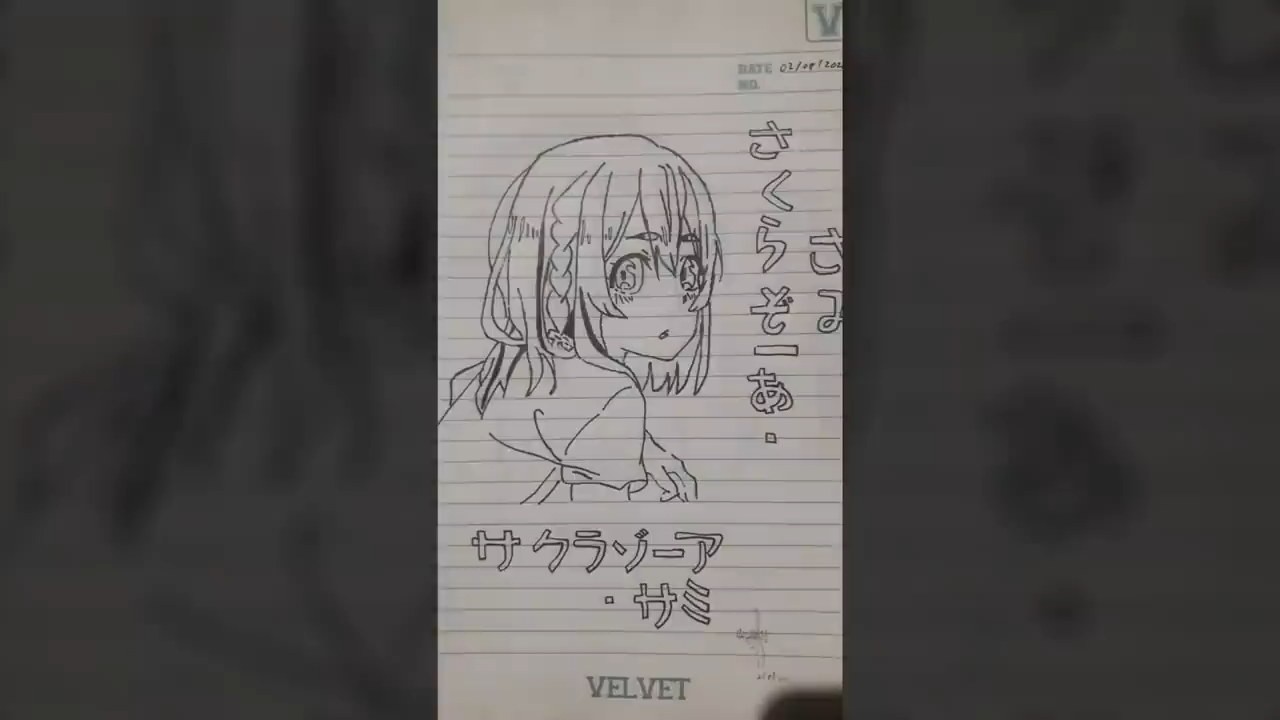 V
DATE 02/08/202
NO.
さくらぞーあ・
さみ
サクラゾーア
・サミ
VELVET